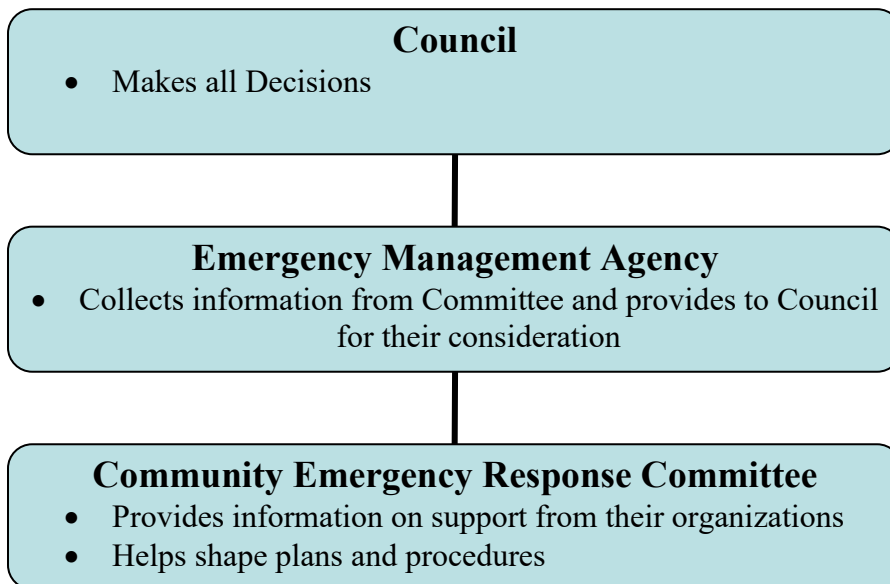 Council
• Makes all Decisions
Emergency Management Agency
• Collects information from Committee and provides to Council
for their consideration
Community Emergency Response Committee
• Provides information on support from their organizations
• Helps shape plans and procedures